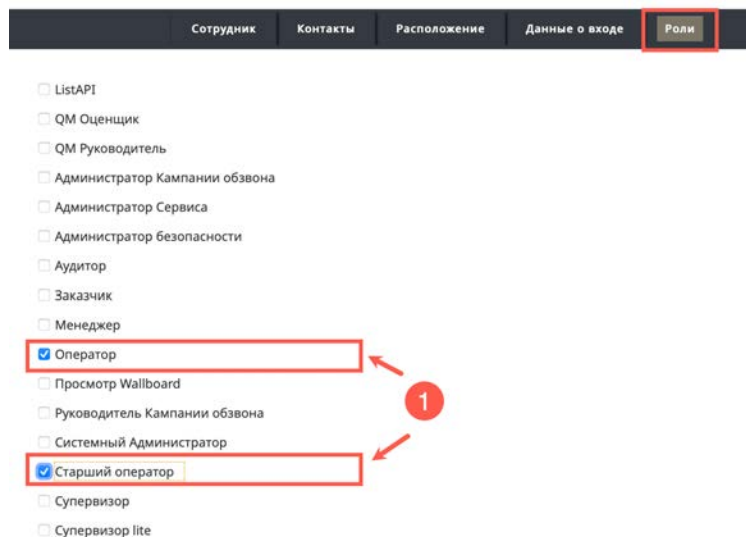 Сотрудник Контакты Расположение Данные о входе Роли
ListAPI
QM Оценщик
QM Руководитель
Администратор Кампании обзвона
Администратор Сервиса
Администратор безопасности
Аудитор
Заказчик
Менеджер
Оператор
Просмотр Wallboard
1
Руководитель Кампании обзвона
Системный Администратор
Старший оператор
Супервизор
Супервизор lite